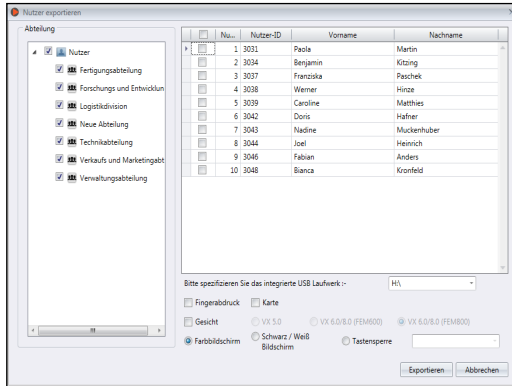 Nutzer exportieren
Abteilung
Nutzer
Fertigungsabteilung
Forschungs und Entwicklun
Logistikdivision
Neue Abteilung
Technikabteilung
Verkaufs und Marketingabt
Verwaltungsabteilung
Nu... Nutzer-ID Vorname Nachname
1 3031 Paola Martin
2 3034 Benjamin Kitzing
3 3037 Franziska Paschek
4 3038 Werner Hinze
5 3039 Caroline Matthies
6 3042 Doris Hafner
7 3043 Nadine Muckenhuber
8 3044 Joel Heinrich
9 3046 Fabian Anders
10 3048 Bianca Kronfeld
Bitte spezifizieren Sie das integrierte USB Laufwerk :- H:\
Fingerabdruck Karte
Gesicht VX 5.0 VX 6.0/8.0 (FEM600) VX 6.0/8.0 (FEM800)
Farbbildschirm Schwarz / Weiß Bildschirm Tastensperre
Exportieren Abbrechen